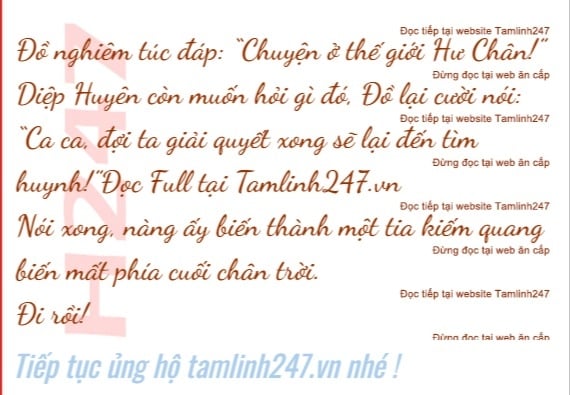 Đọc tiếp tại website Tamlinh247
Đồ nghiêm túc đáp: “Chuyện ở thế giới Hư Chân!”
Đừng đọc tại web ăn cắp
Diệp Huyên còn muốn hỏi gì đó, Đồ lại cười nói:
Đọc tiếp tại website Tamlinh247
“Ca ca, đợi ta giải quyết xong sẽ lại đến tìm
Đừng đọc tại web ăn cắp
huynh!“Đọc Full tại Tamlinh247.vn
Đọc tiếp tại website Tamlinh247
Nói xong, nàng ấy biến thành một tia kiếm quang
Đừng đọc tại web ăn cắp
biến mất phía cuối chân trời.
Đọc tiếp tại website Tamlinh247
Đi rồi!
Đừng đọc tại web ăn cắp
H247
Tiếp tục ủng hộ tamlinh247.vn nhé !